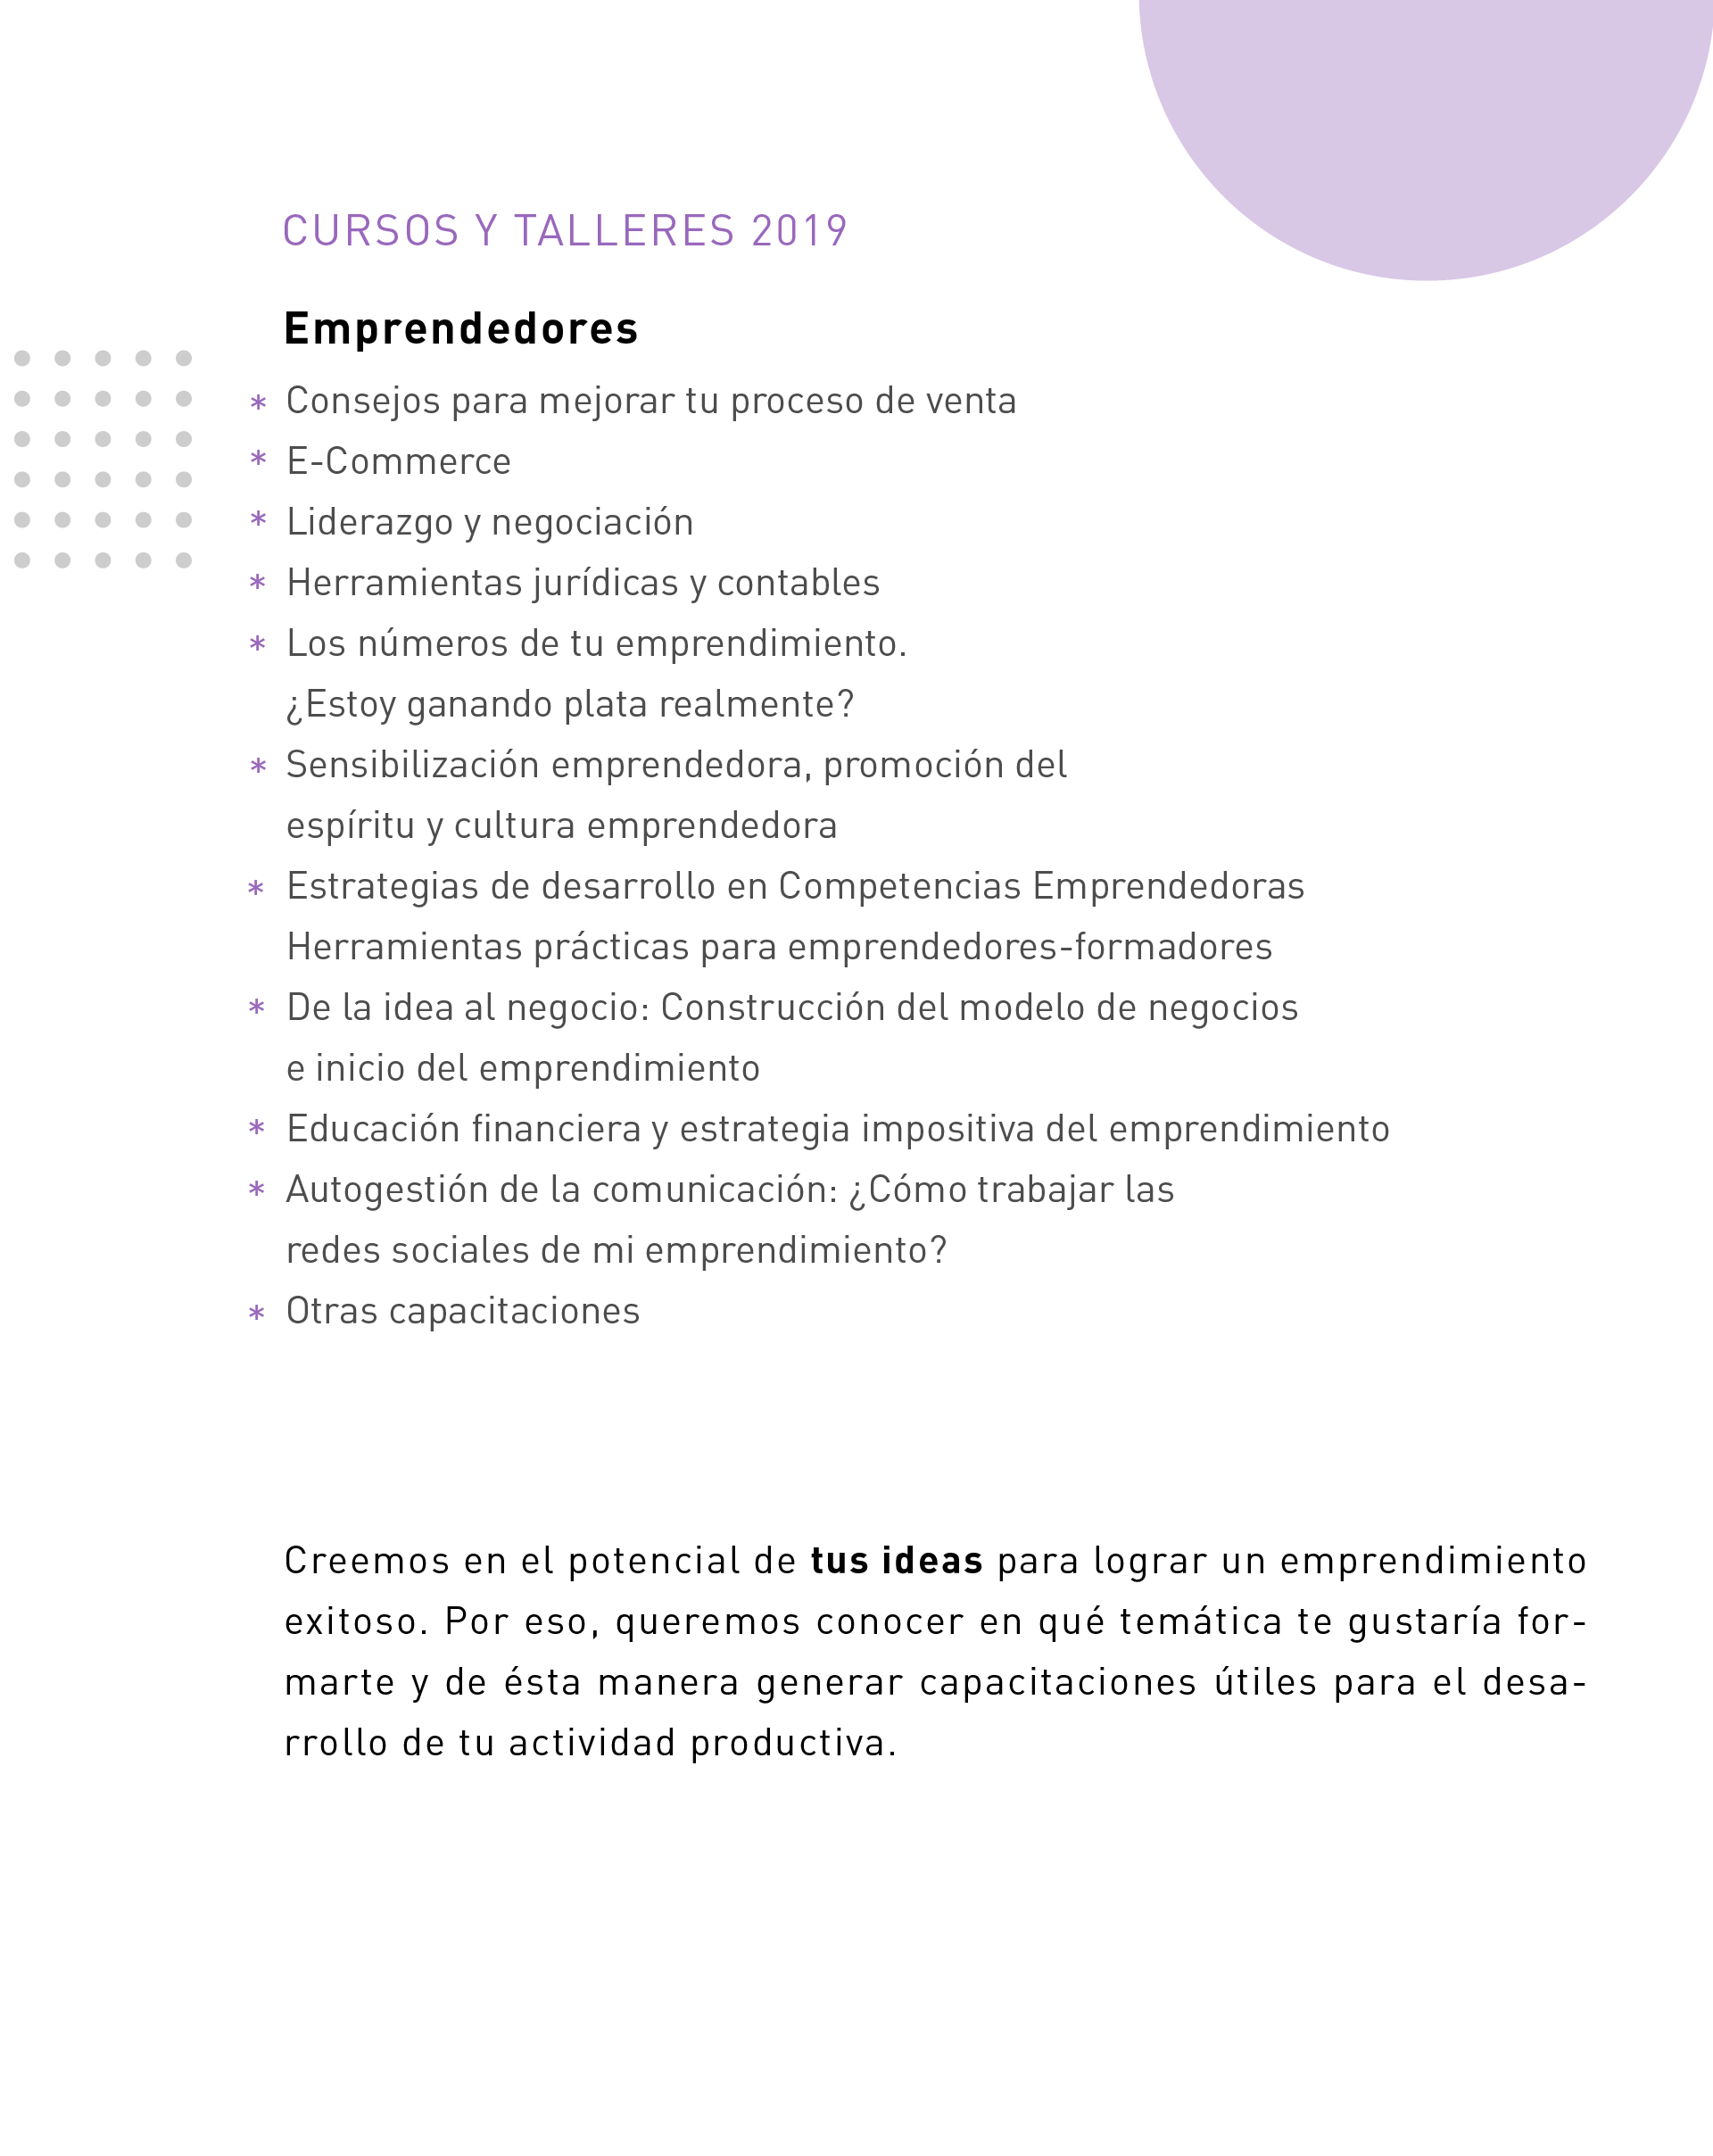 CURSOS Y TALLERES 2019
Emprendedores
* Consejos para mejorar tu proceso de venta
* E-Commerce
* Liderazgo y negociación
* Herramientas jurídicas y contables
* Los números de tu emprendimiento.
¿Estoy ganando plata realmente?
* Sensibilización emprendedora, promoción del
espíritu y cultura emprendedora
* Estrategias de desarrollo en Competencias Emprendedoras
Herramientas prácticas para emprendedores-formadores
* De la idea al negocio: Construcción del modelo de negocios
e inicio del emprendimiento
* Educación financiera y estrategia impositiva del emprendimiento
* Autogestión de la comunicación: ¿Cómo trabajar las
redes sociales de mi emprendimiento?
* Otras capacitaciones
Creemos en el potencial de tus ideas para lograr un emprendimiento
exitoso. Por eso, queremos conocer en qué temática te gustaría for-
marte y de ésta manera generar capacitaciones útiles para el desa-
rrollo de tu actividad productiva.